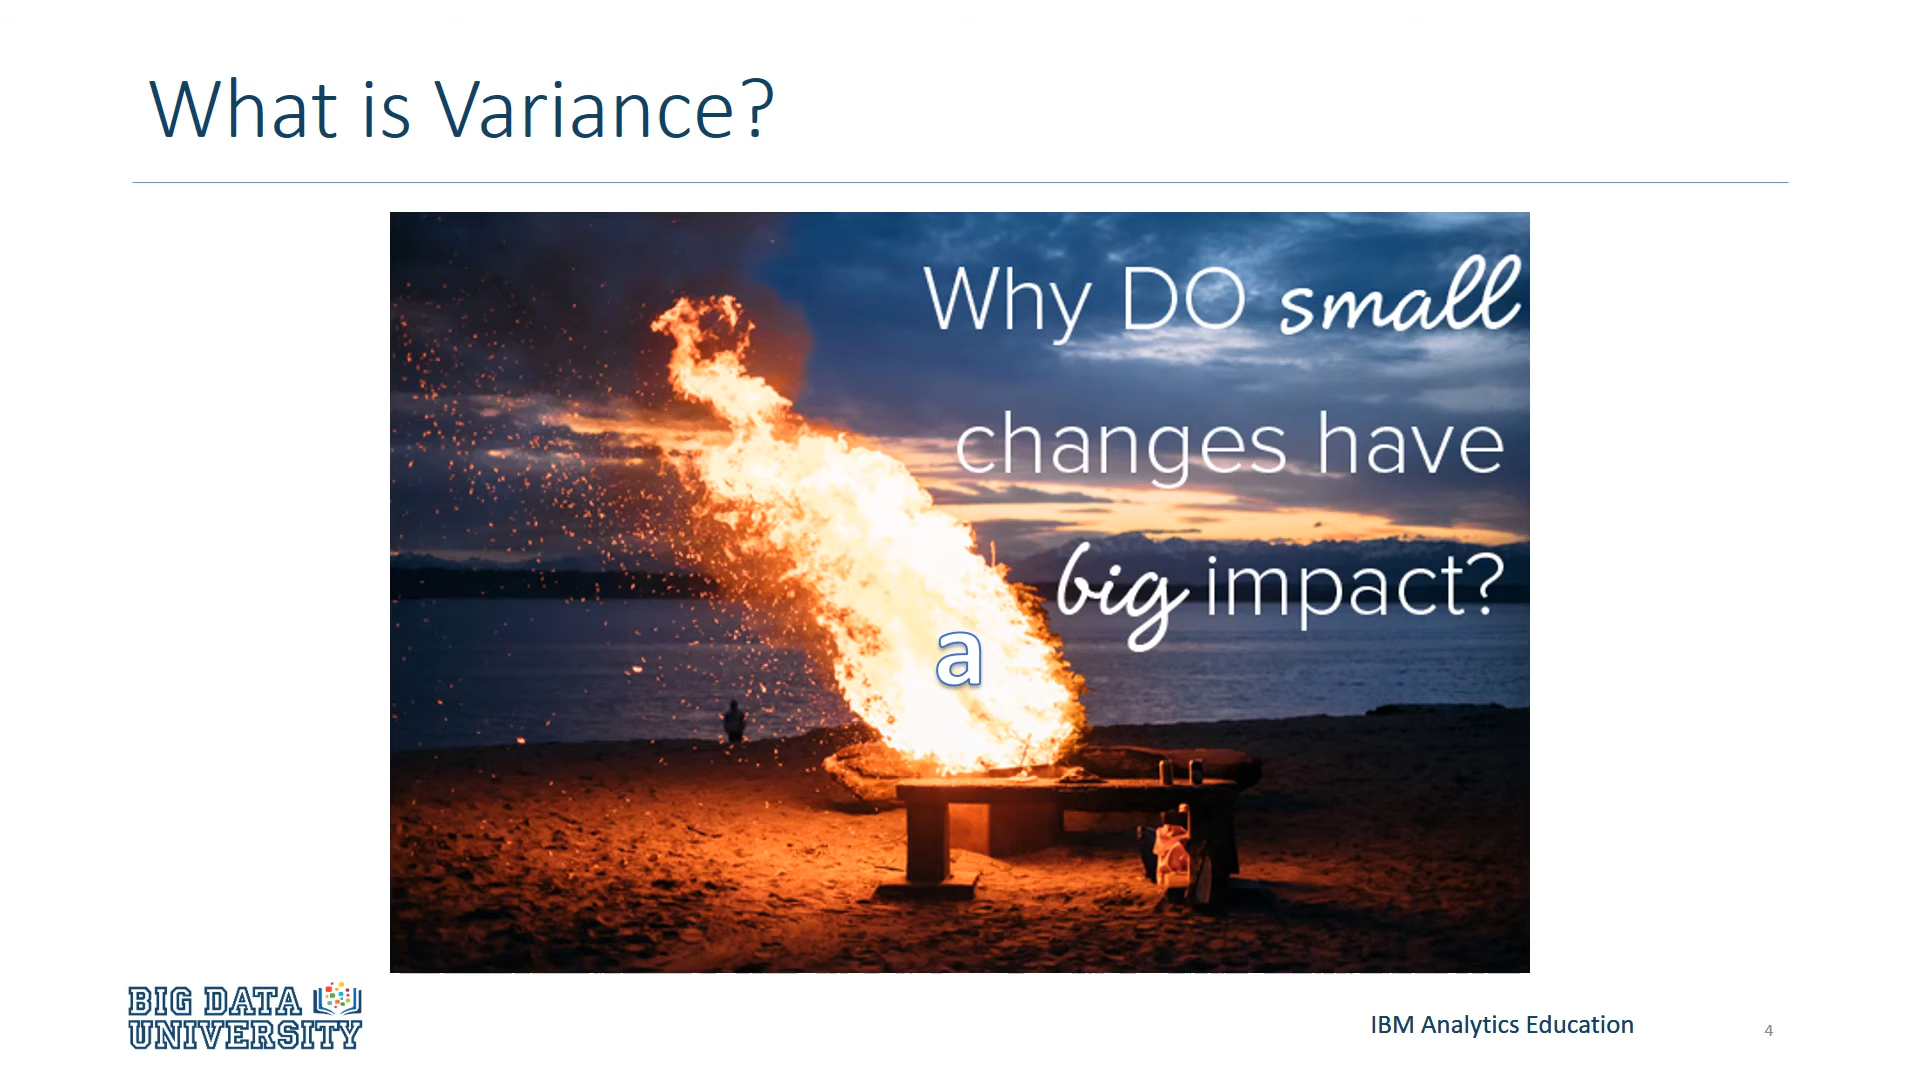 What is Variance?
Why DO small
changes have
big impact?
a
BIG DATA
UNIVERSITY
IBM Analytics Education
4